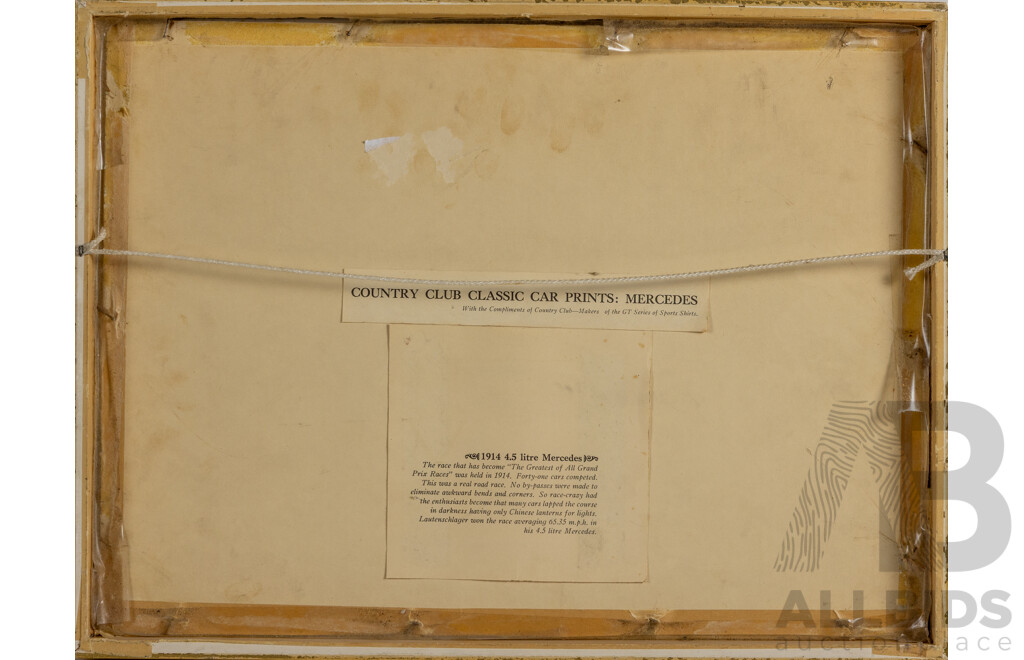 COUNTRY CLUB CLASSIC CAR PRINTS: MERCEDES
With the Compliments of Country Club—Makers of the GT Series of Sports Shirts.
1914 4.5 litre Mercedes
The race that has become "The Greatest of All Grand
Prix Races" was held in 1914. Forty-one cars competed.
This was a real road race. No by-passes were made to
eliminate awkward bends and corners. So race-crazy had
the enthusiasts become that many cars lapped the course
in darkness having only Chinese lanterns for lights.
Lautenschlager won the race averaging 65.35 m.p.h. in
his 4.5 litre Mercedes.
AB
ALLBIDS
auctionplace